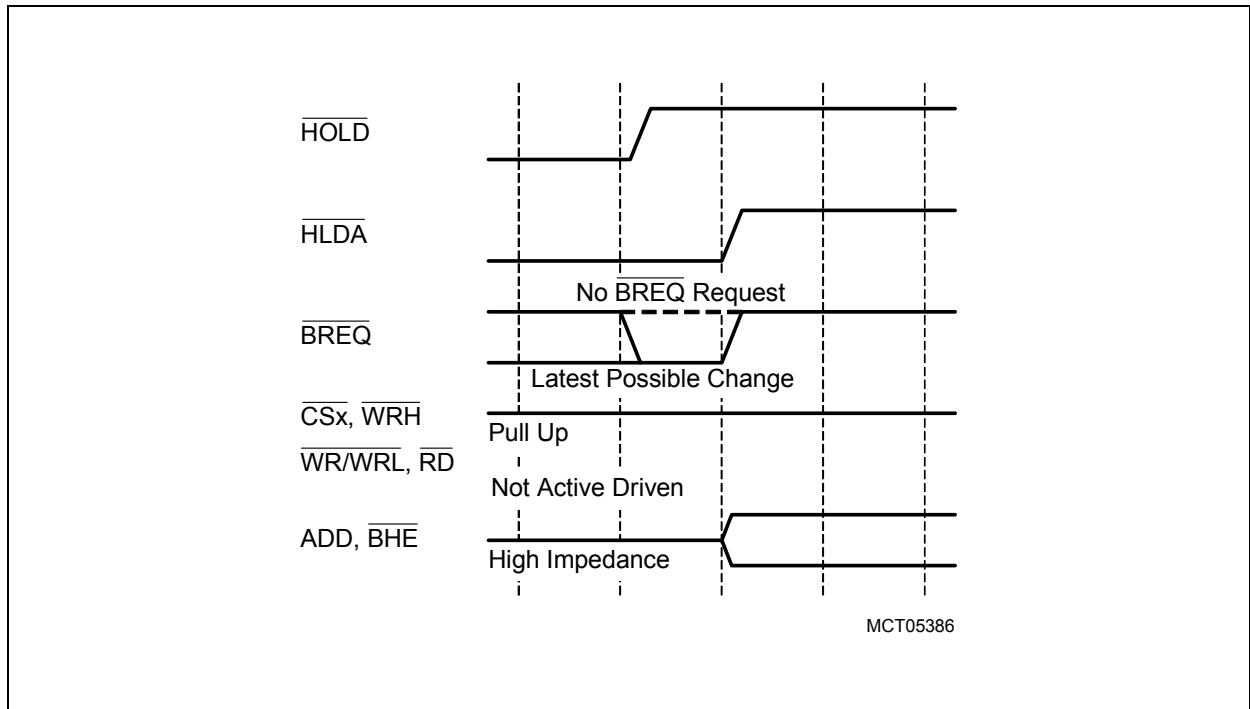 HOLD
HLDA
No BREQ Request
BREQ
Latest Possible Change
CSx, WRH
Pull Up
WR/WRL, RD
Not Active Driven
ADD, BHE
High Impedance
MCT05386